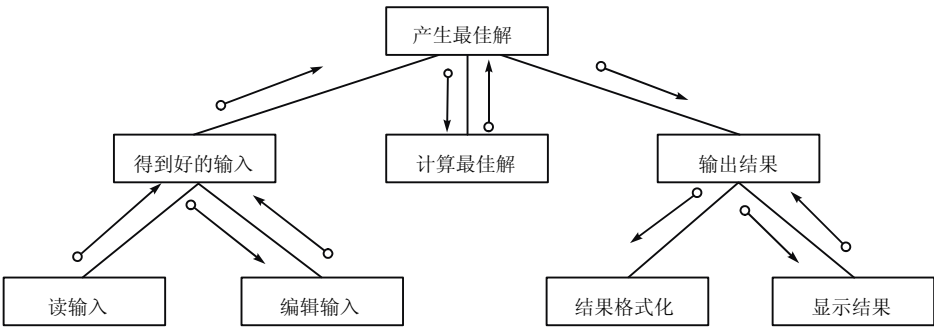 产生最佳解
得到好的输入
计算最佳解
输出结果
读输入
编辑输入
结果格式化
显示结果